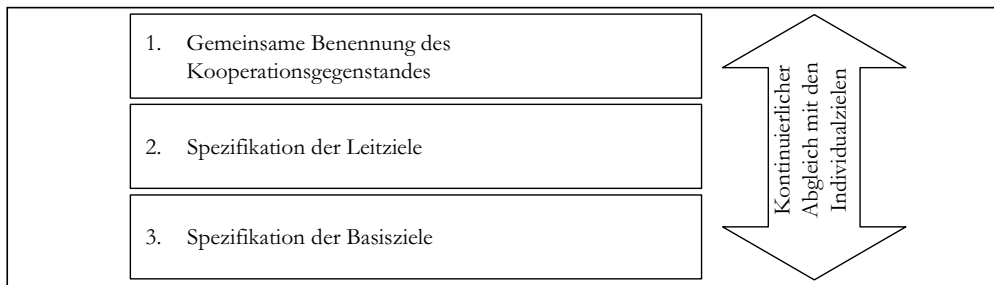 1. Gemeinsame Benennung des
Kooperationsgegenstandes
2. Spezifikation der Leitziele
3. Spezifikation der Basisziele
Kontinuierlicher
Abgleich mit den
Individualzielen